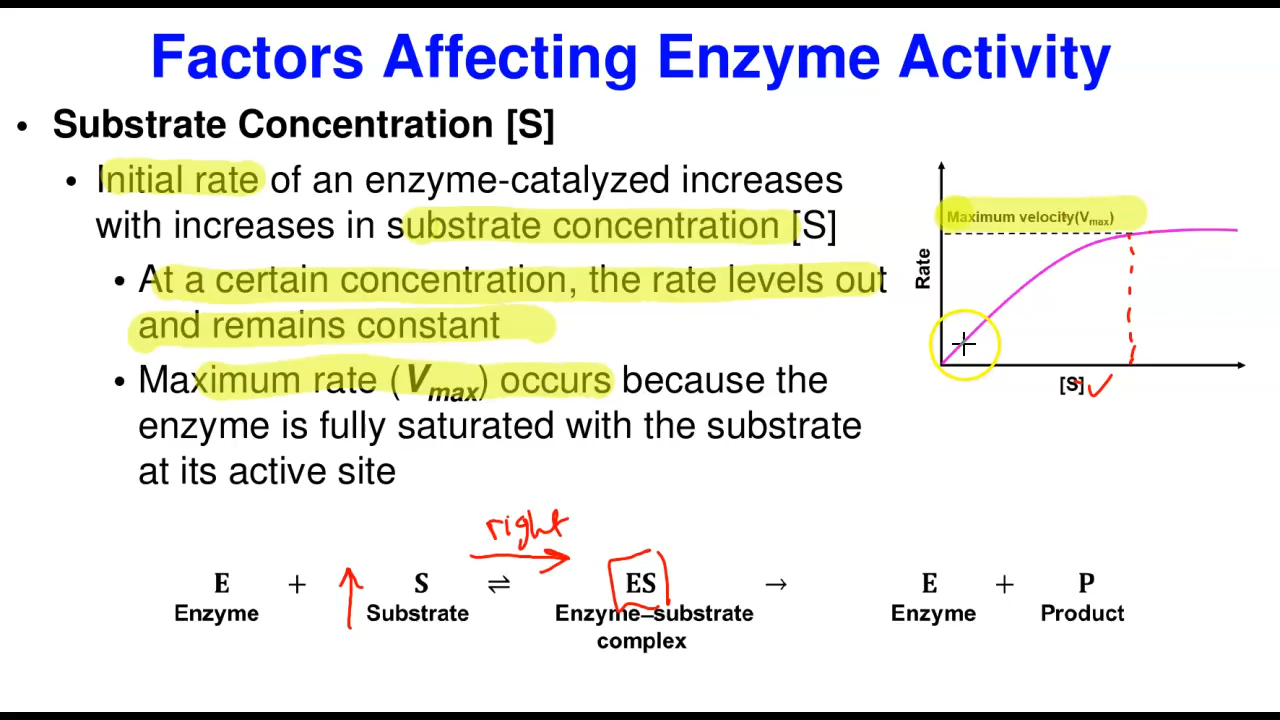 Factors Affecting Enzyme Activity
• Substrate Concentration [S]
• Initial rate of an enzyme-catalyzed increases
with increases in substrate concentration [S]
• At a certain concentration, the rate levels out
and remains constant
• Maximum rate (Vmax) occurs because the
enzyme is fully saturated with the substrate
at its active site
Maximum velocity(Vmax)
Rate
[S] ✓
right
E + ↑ S ⇌ ES → E + P
Enzyme Substrate Enzyme–substrate Enzyme Product
complex